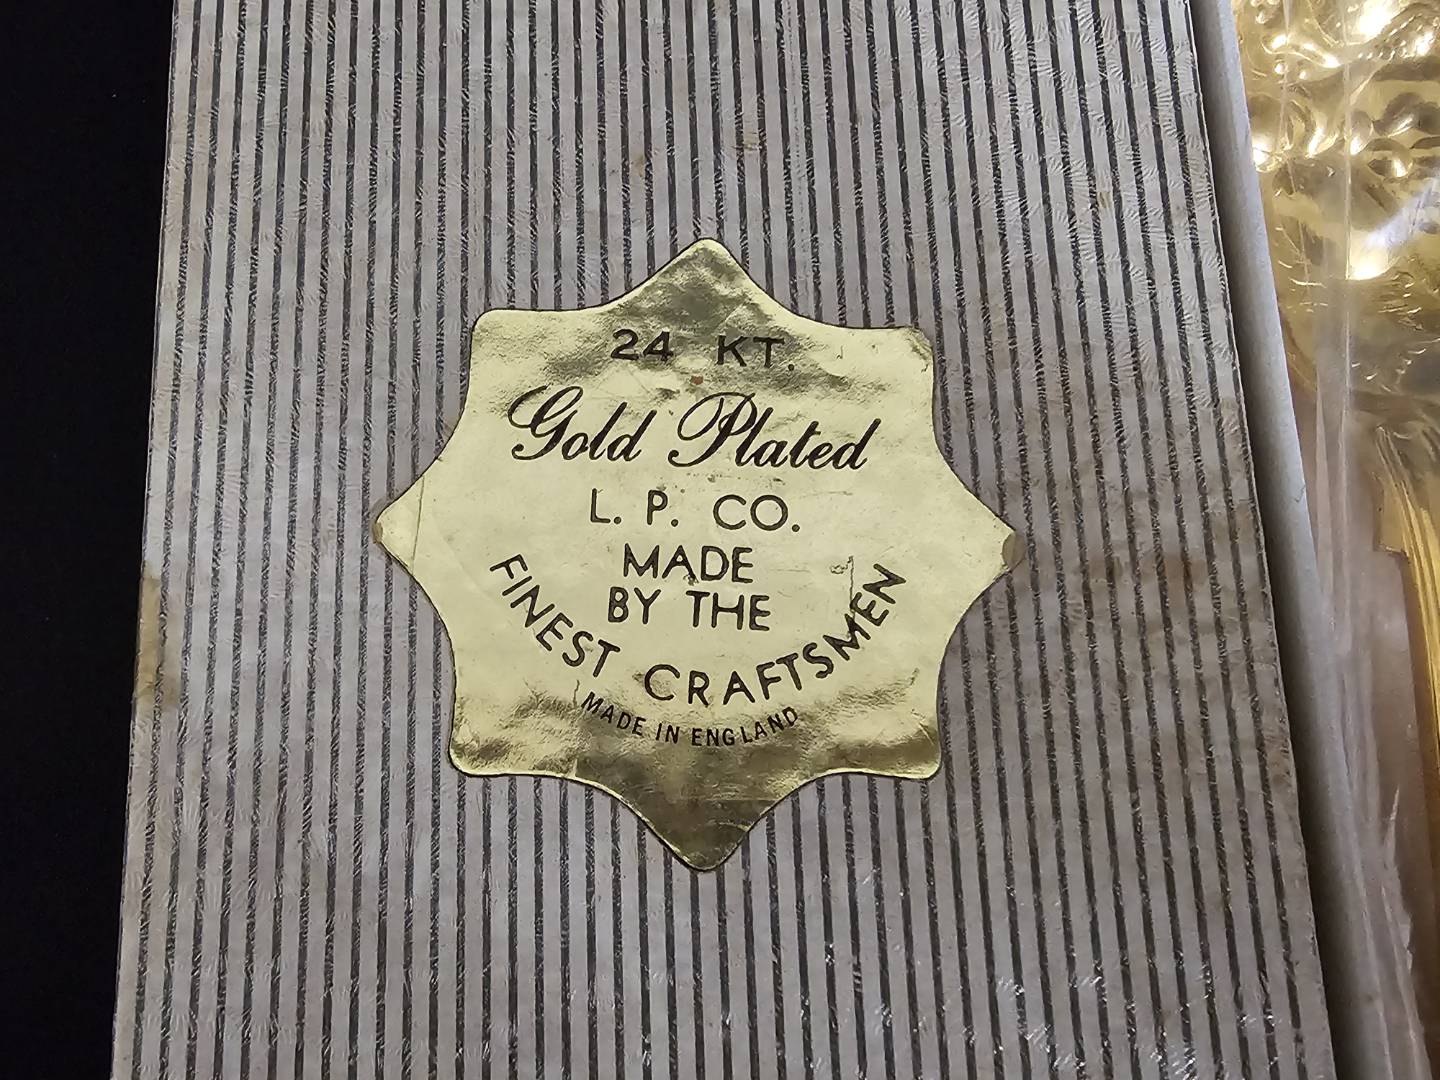 24 KT.
Gold Plated
L. P. CO.
MADE
BY THE
FINEST CRAFTSMEN
MADE IN ENGLAND